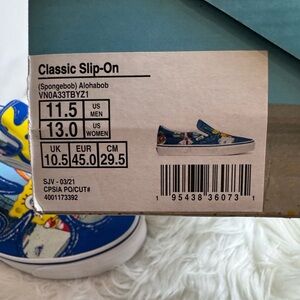 Classic Slip-On
(Spongebob) Alohabob
VN0A33TBYZ1
11.5 US MEN
13.0 US WOMEN
UK EUR CM
10.5 45.0 29.5
SJV - 03/21
CPSIA PO/CUT#
4001173392
1 95438 36073 1